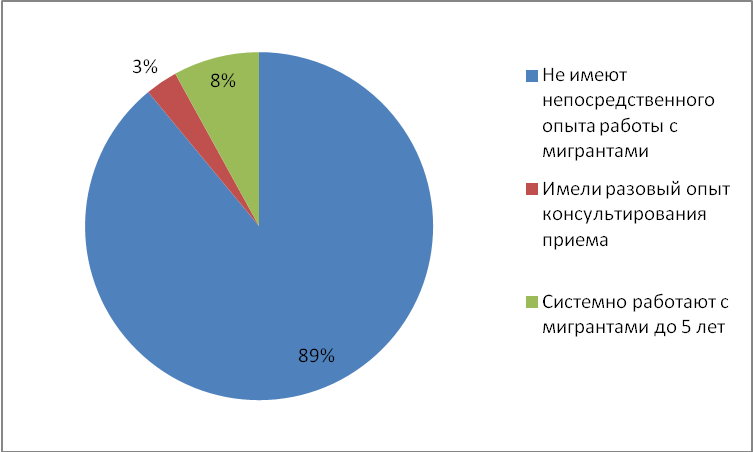 3%
8%
89%
Не имеют
непосредственного
опыта работы с
мигрантами
Имели разовый опыт
консультирования
приема
Системно работают с
мигрантами до 5 лет